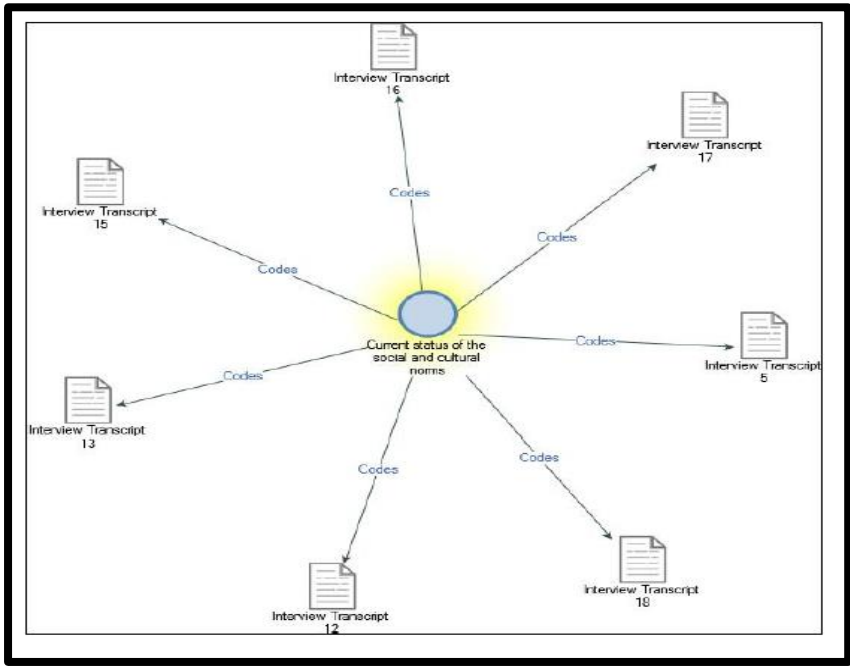 Interview Transcript
16
Interview Transcript
17
Codes
Interview Transcript
15
Codes
Codes
Current status of the
social and cultural
norms
Codes
Interview Transcript
5
Codes
Interview Transcript
13
Codes
Codes
Interview Transcript
12
Interview Transcript
18